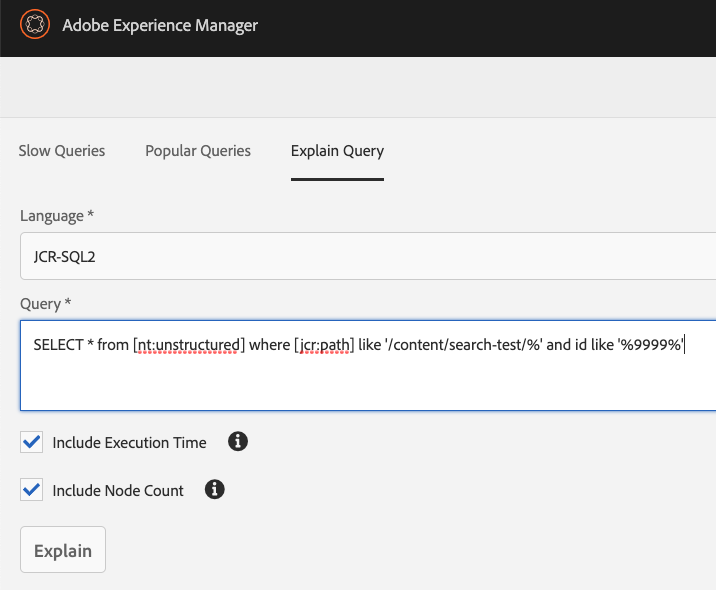 Adobe Experience Manager
Slow Queries Popular Queries Explain Query
Language *
JCR-SQL2
Query *
SELECT * from [nt:unstructured] where [jcr:path] like '/content/search-test/%' and id like '%9999%'
Include Execution Time
Include Node Count
Explain